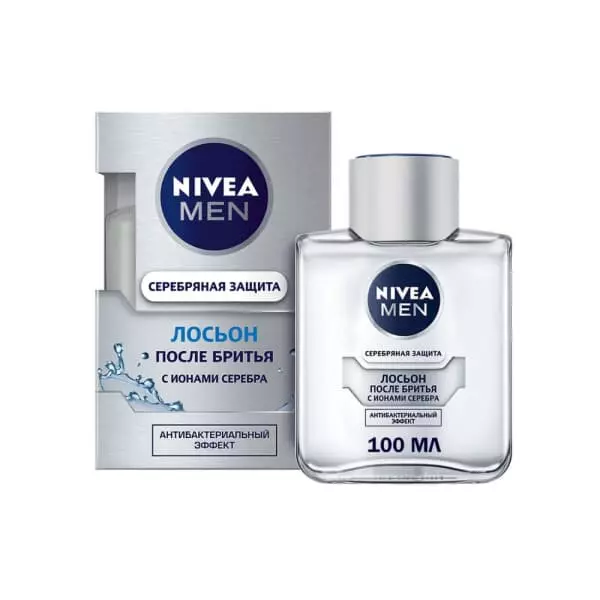 NIVEA
MEN
СЕРЕБРЯНАЯ ЗАЩИТА
ЛОСЬОН
ПОСЛЕ БРИТЬЯ
С ИОНАМИ СЕРЕБРА
АНТИБАКТЕРИАЛЬНЫЙ
ЭФФЕКТ
NIVEA
MEN
СЕРЕБРЯНАЯ ЗАЩИТА
ЛОСЬОН
ПОСЛЕ БРИТЬЯ
С ИОНАМИ СЕРЕБРА
АНТИБАКТЕРИАЛЬНЫЙ
ЭФФЕКТ
100 МЛ